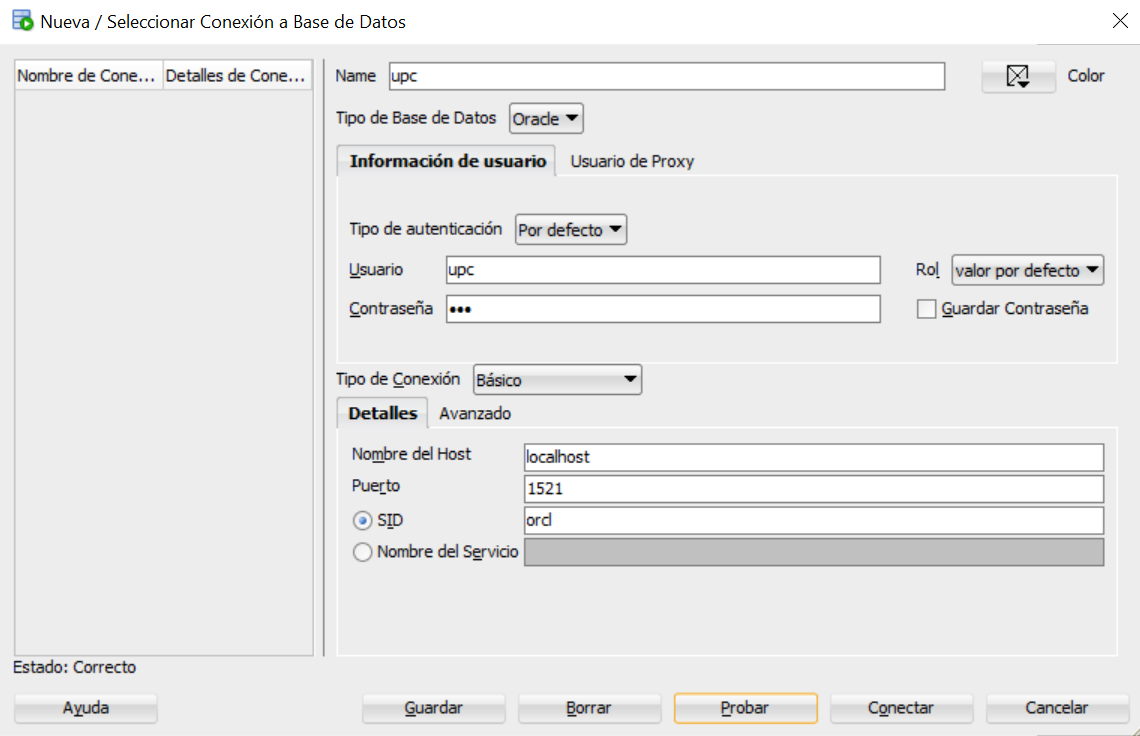 Nueva / Seleccionar Conexión a Base de Datos
Nombre de Cone... Detalles de Cone...
Name upc Color
Tipo de Base de Datos Oracle
Información de usuario Usuario de Proxy
Tipo de autenticación Por defecto
Usuario upc Rol valor por defecto
Contraseña ••• Guardar Contraseña
Tipo de Conexión Básico
Detalles Avanzado
Nombre del Host localhost
Puerto 1521
SID orcl
Nombre del Servicio
Estado: Correcto
Ayuda Guardar Borrar Probar Conectar Cancelar